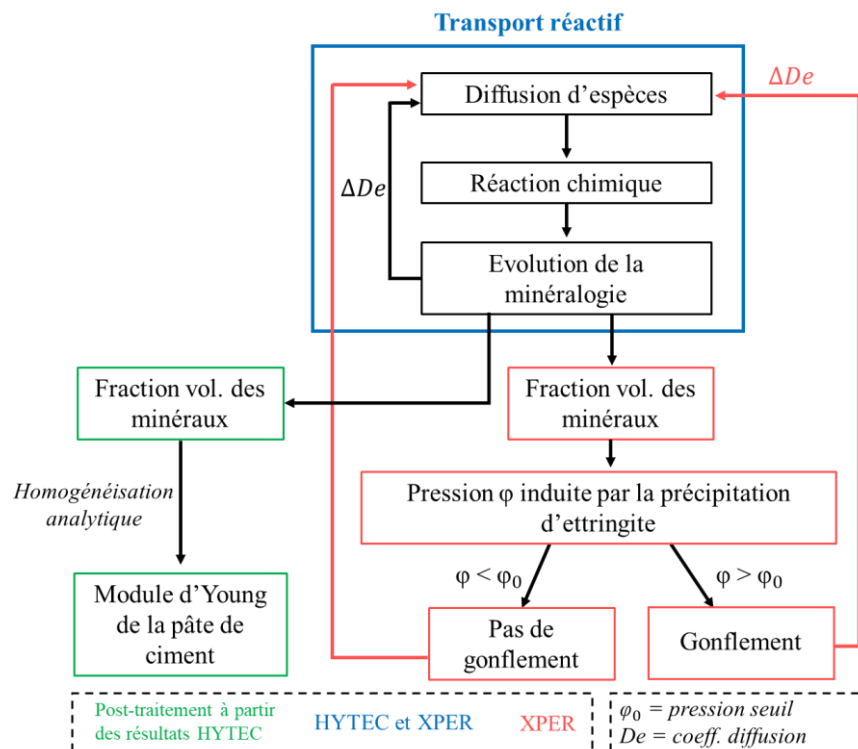 Transport réactif
Diffusion d'espèces
ΔDe
ΔDe
Réaction chimique
Evolution de la
minéralogie
Fraction vol. des
minéraux
Fraction vol. des
minéraux
Homogénéisation
analytique
Pression φ induite par la précipitation
d'ettringite
φ < φ₀
φ > φ₀
Module d'Young
de la pâte de
ciment
Pas de
gonflement
Gonflement
Post-traitement à partir
des résultats HYTEC
HYTEC et XPER
XPER
φ₀ = pression seuil
De = coeff. diffusion